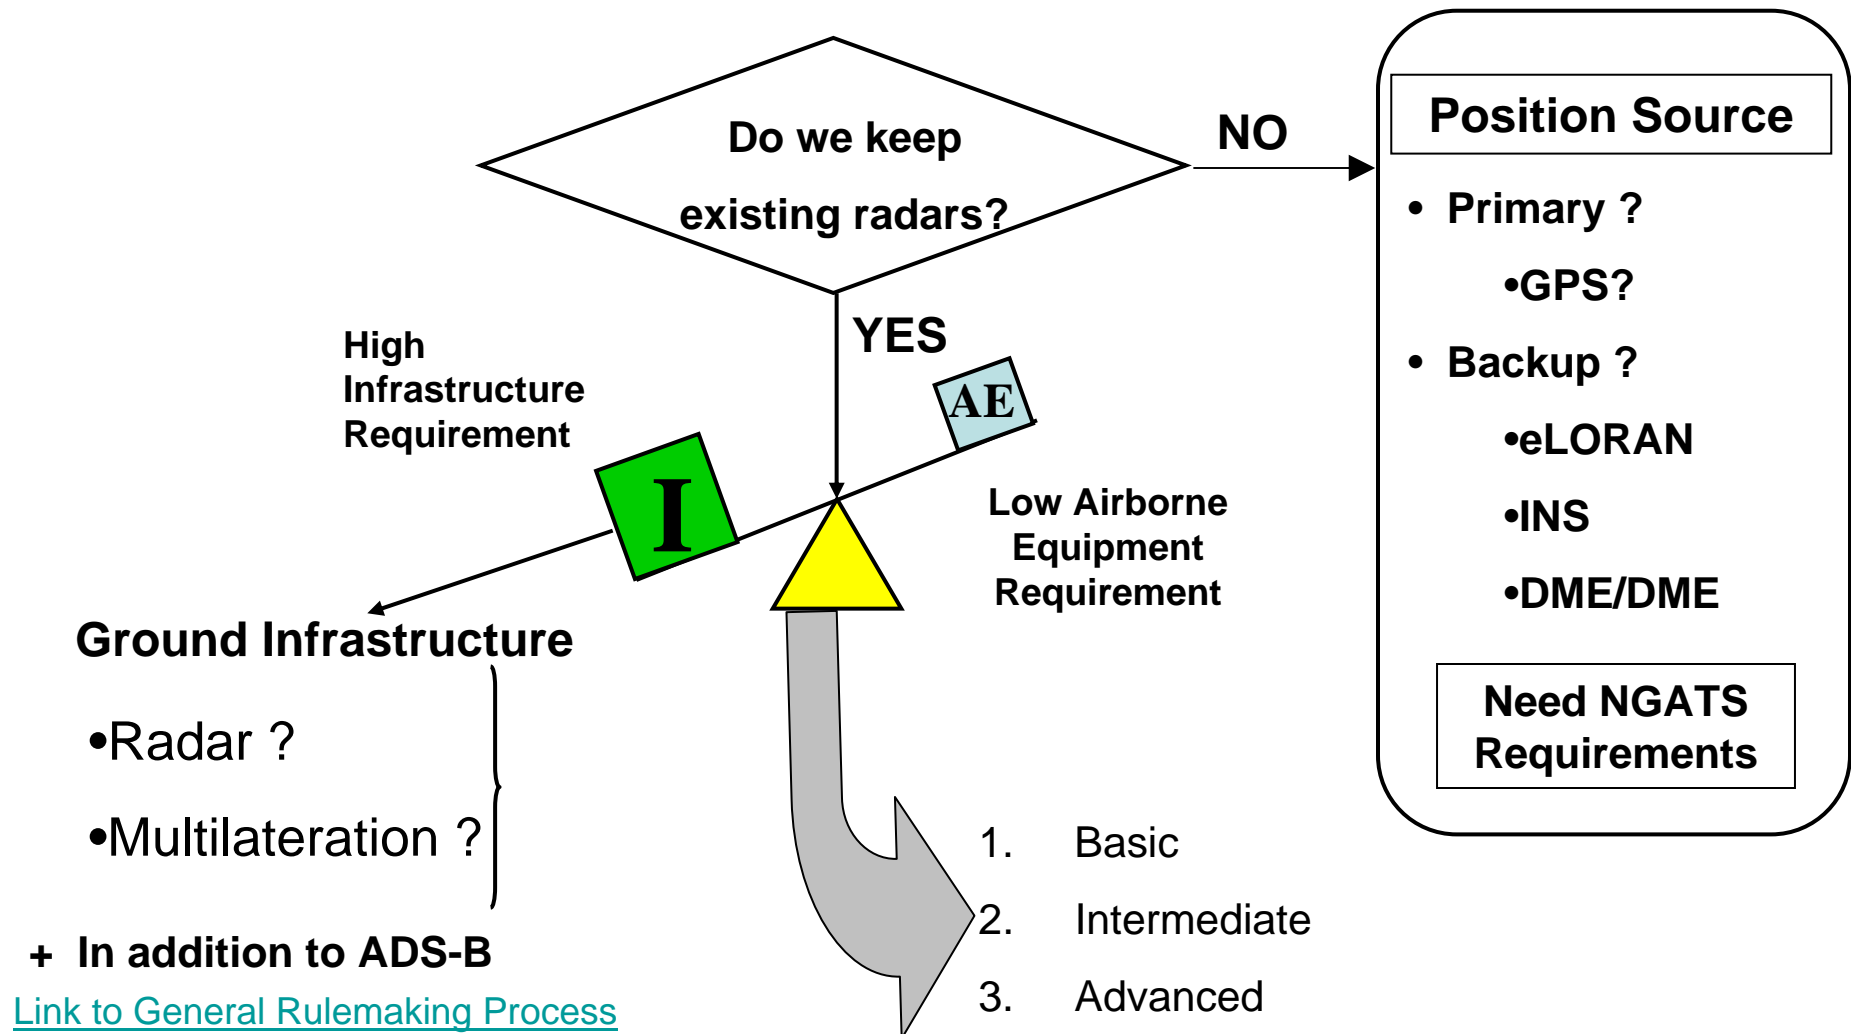 Do we keep
existing radars?
NO
YES
Position Source
• Primary ?
•GPS?
• Backup ?
•eLORAN
•INS
•DME/DME
Need NGATS
Requirements
High
Infrastructure
Requirement
I
AE
Low Airborne
Equipment
Requirement
Ground Infrastructure
•Radar ?
•Multilateration ?
+ In addition to ADS-B
Link to General Rulemaking Process
1. Basic
2. Intermediate
3. Advanced